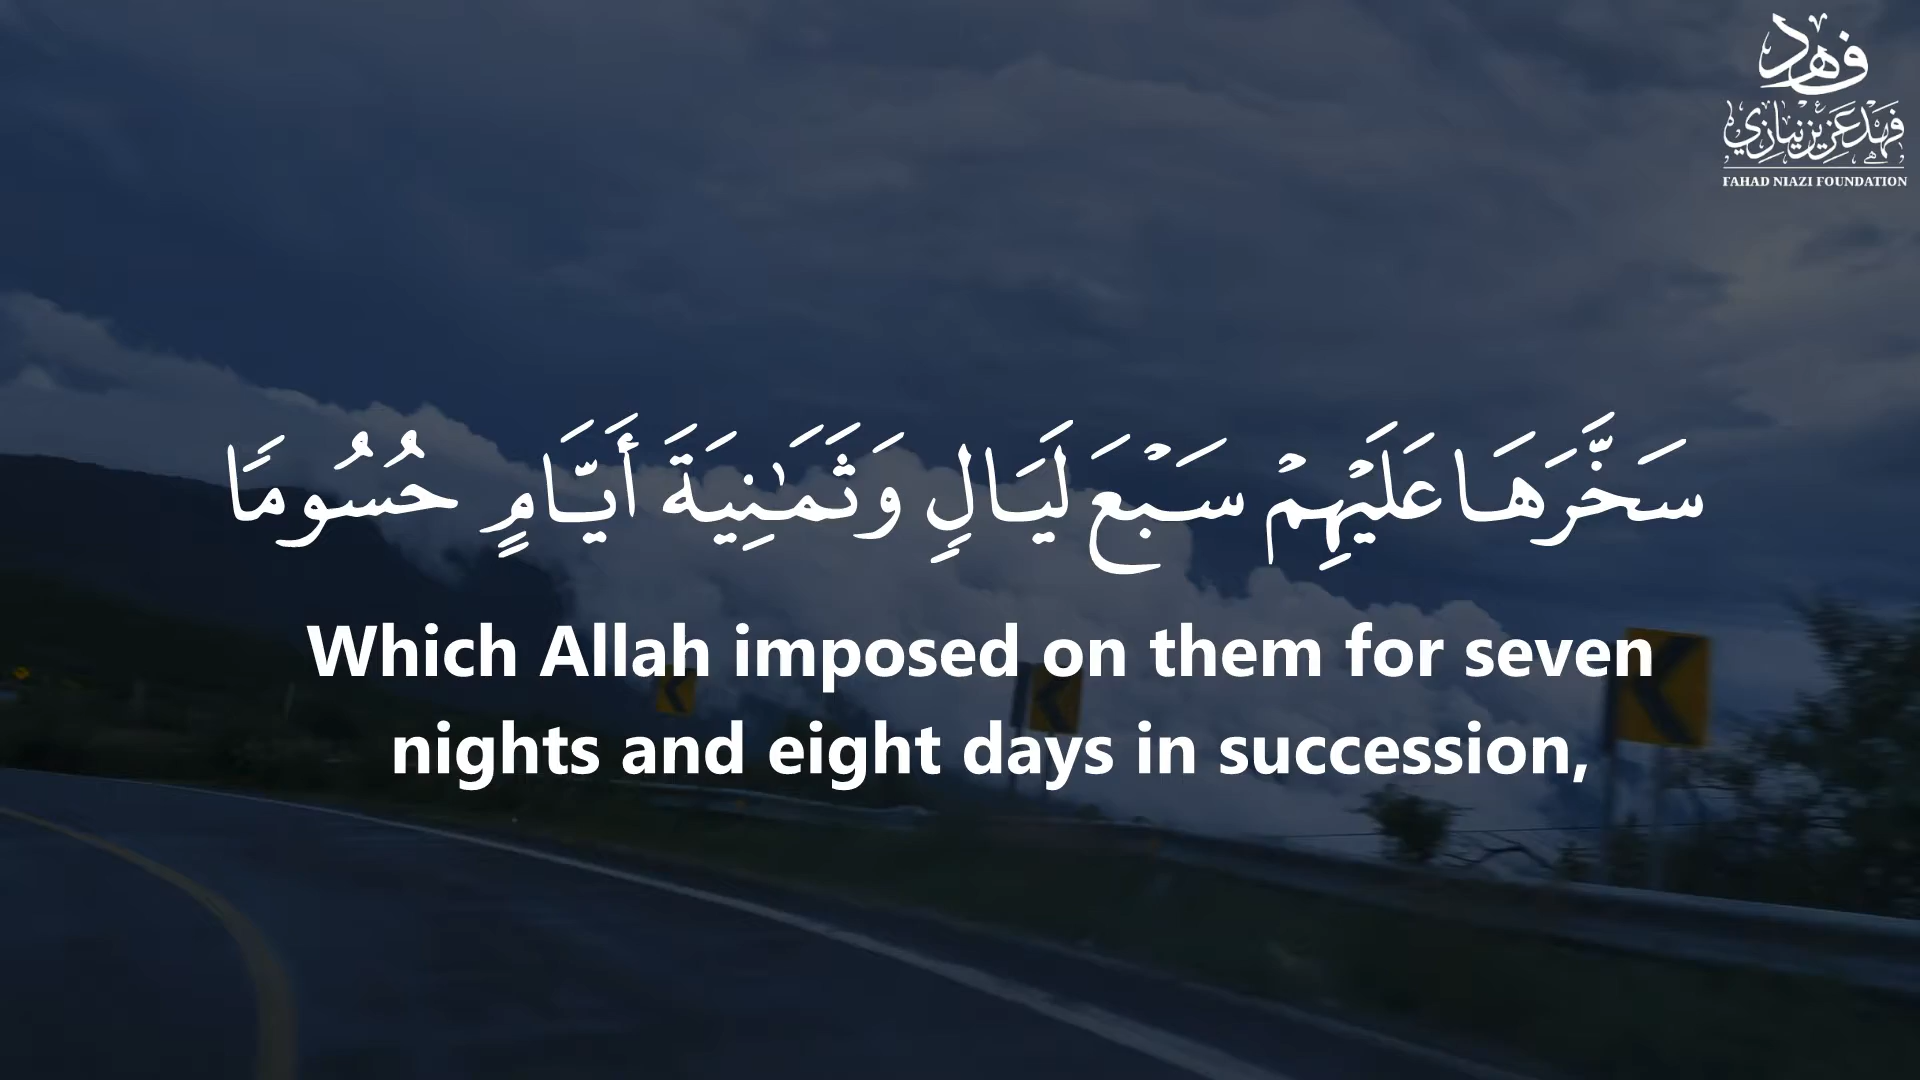 فهد
فهد عزيز نيازي
FAHAD NIAZI FOUNDATION
سَخَّرَهَا عَلَيْهِمْ سَبْعَ لَيَالٍ وَثَمَٰنِيَةَ أَيَّامٍ حُسُومًا
Which Allah imposed on them for seven
nights and eight days in succession,